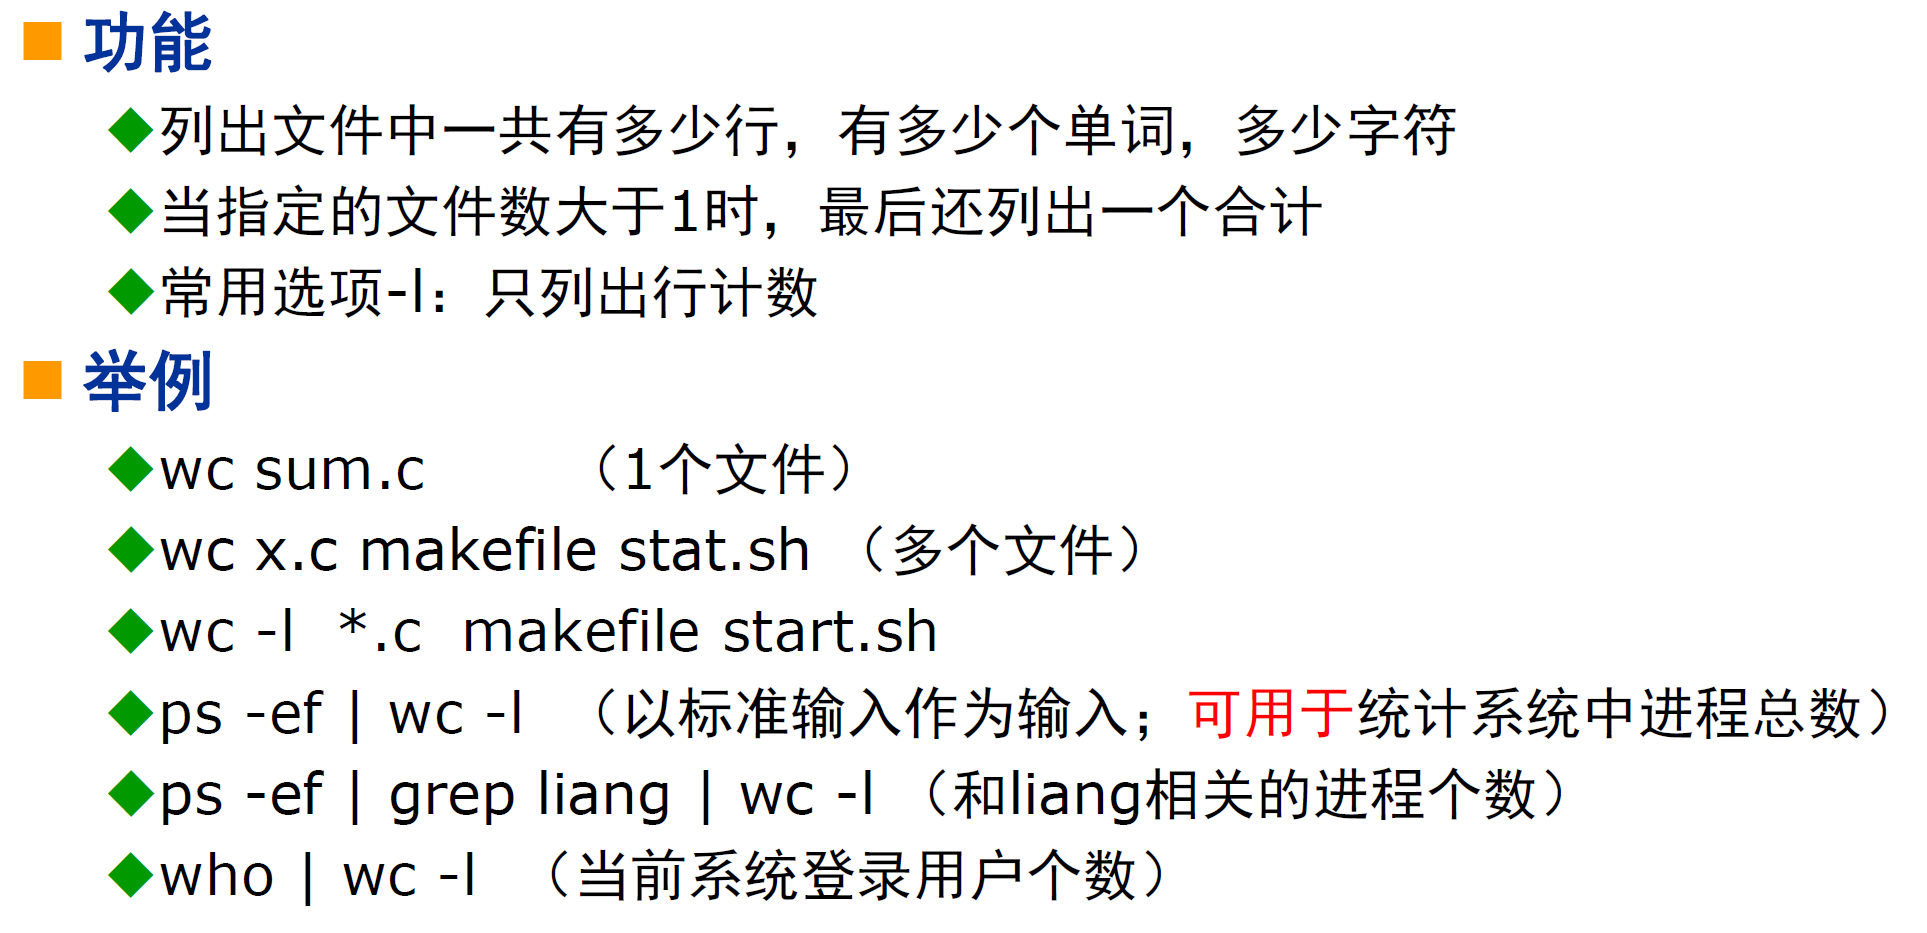 功能
列出文件中一共有多少行，有多少个单词，多少字符
当指定的文件数大于1时，最后还列出一个合计
常用选项-l：只列出行计数
举例
wc sum.c （1个文件）
wc x.c makefile stat.sh （多个文件）
wc -l *.c makefile start.sh
ps -ef | wc -l （以标准输入作为输入；可用于统计系统中进程总数）
ps -ef | grep liang | wc -l （和liang相关的进程个数）
who | wc -l （当前系统登录用户个数）